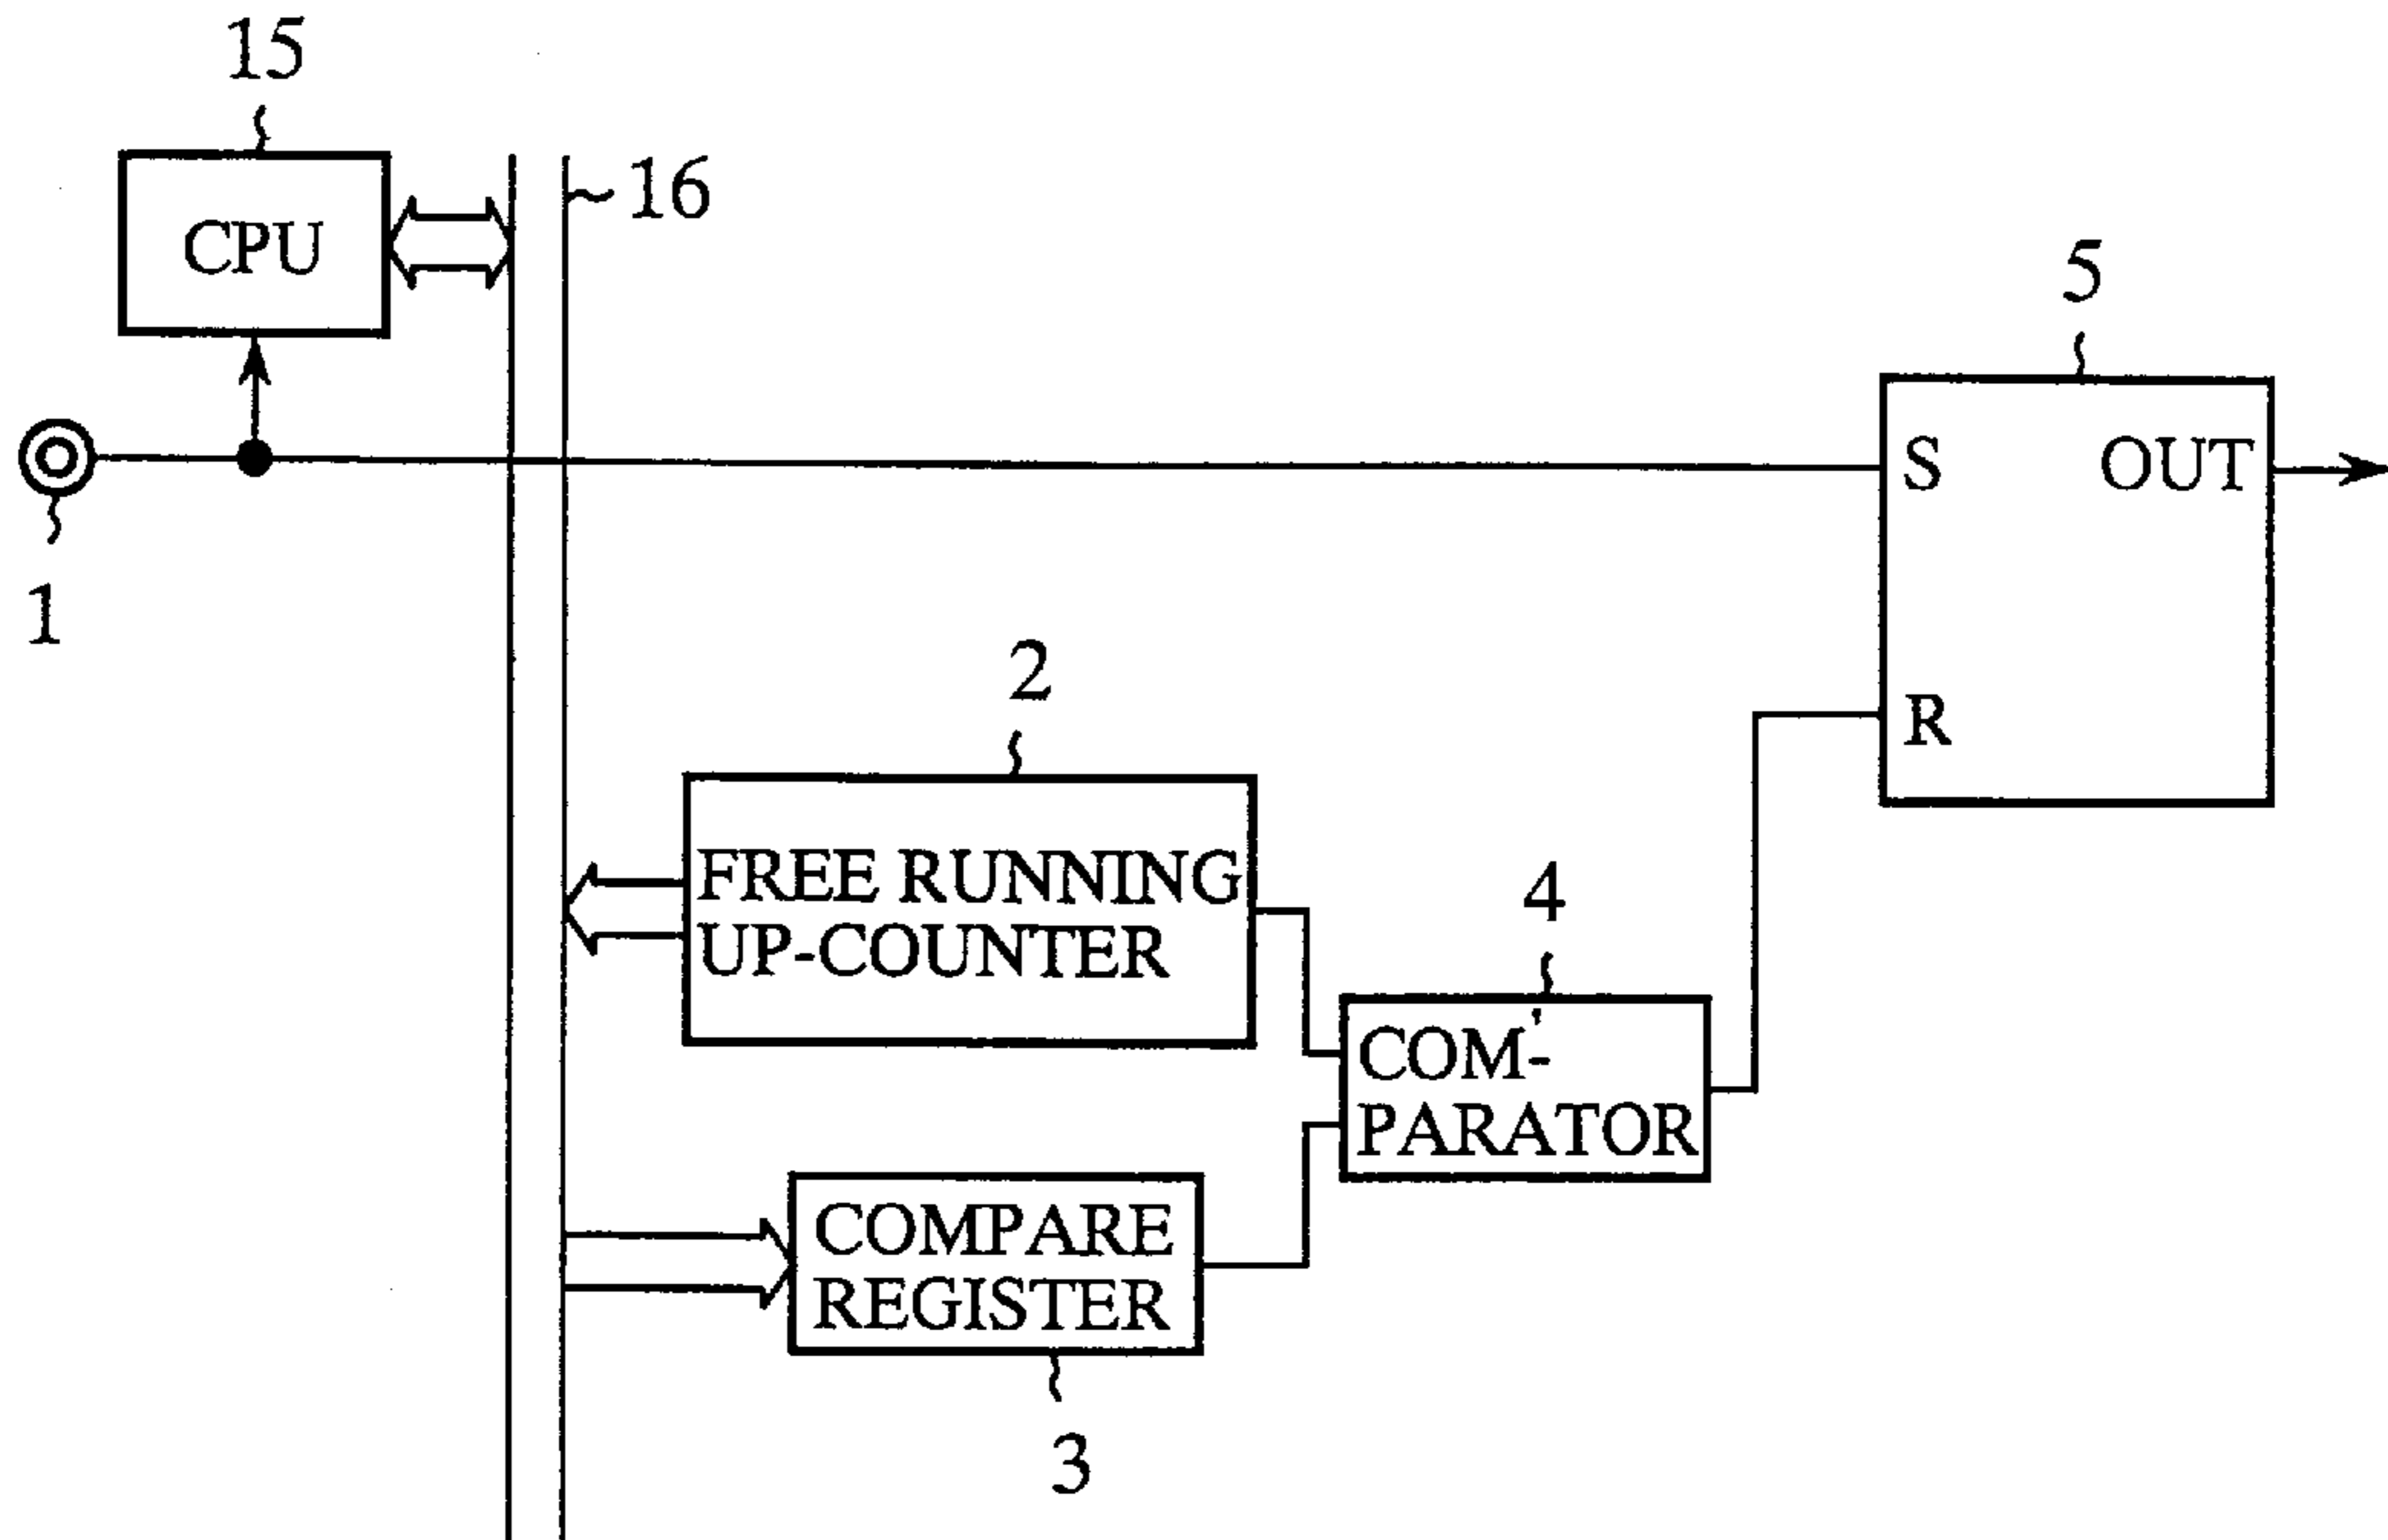 15
CPU
16
5
S OUT
1
2
R
FREE RUNNING
UP-COUNTER
4
COM-
PARATOR
COMPARE
REGISTER
3